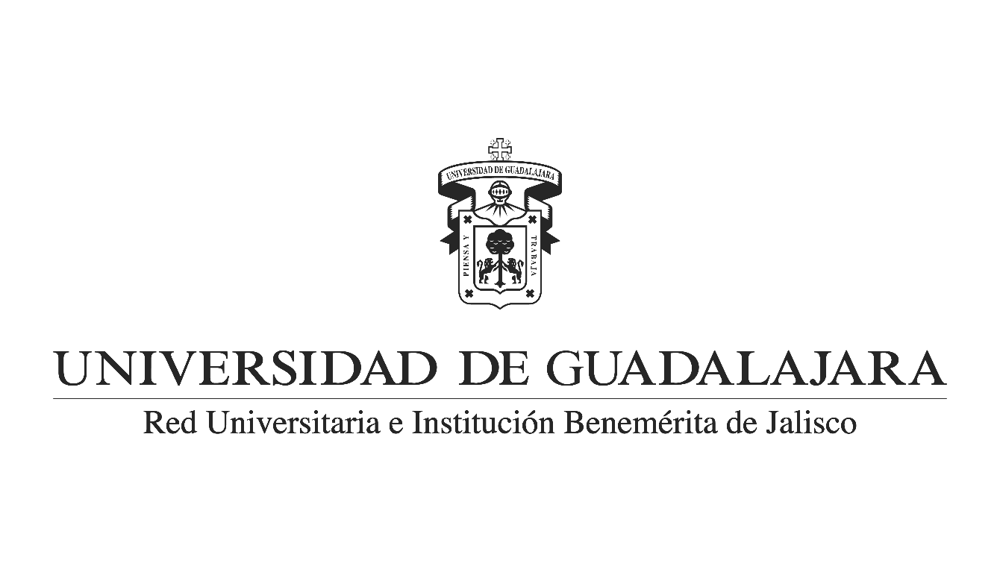 UNIVERSIDAD DE GUADALAJARA
PIENSA Y
TRABAJA
UNIVERSIDAD DE GUADALAJARA
Red Universitaria e Institución Benemérita de Jalisco